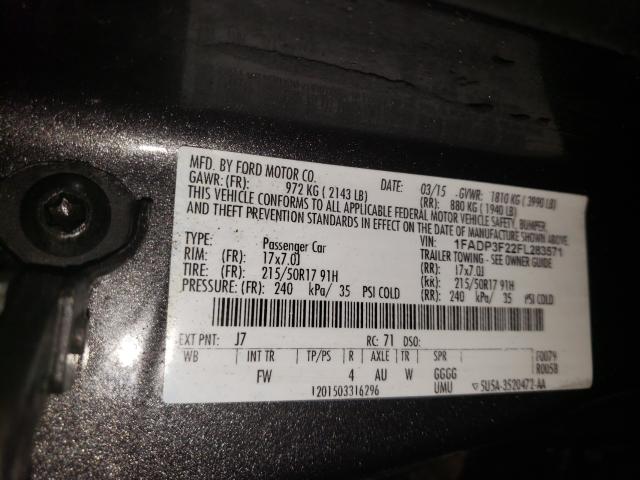 MFD. BY FORD MOTOR CO.
DATE: 03/15 GVWR: 1810 KG ( 3990 LB)
GAWR: (FR): 972 KG ( 2143 LB) (RR): 880 KG ( 1940 LB)
THIS VEHICLE CONFORMS TO ALL APPLICABLE FEDERAL MOTOR VEHICLE SAFETY, BUMPER,
AND THEFT PREVENTION STANDARDS IN EFFECT ON THE DATE OF MANUFACTURE SHOWN
VIN: 1FADP3F22FL283571
TYPE: Passenger Car TRAILER TOWING - SEE OWNER GUIDE
RIM: (FR): 17x7.0J (RR): 17x7.0J
TIRE: (FR): 215/50R17 91H (RR): 215/50R17 91H
PRESSURE: (FR): 240 kPa/ 35 PSI COLD (RR): 240 kPa/ 35 PSI COLD
EXT PNT: J7 RC: 71 DSO: F0079
WB INT TR TP/PS R AXLE TR SPR R0058
FW 4 AU W GGGG
UMU
1201503316296 5U5A-3520472-AA